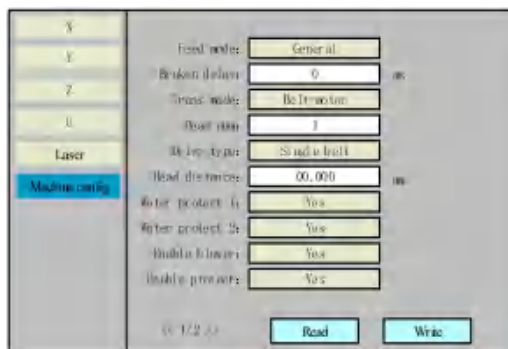 X
Y
Z
U
Laser
Machine config
Feed mode: General
Broken delay: 0 ms
Trans mode: Belt-motor
Head num: 1
Drive type: Single belt
Head distance: 00.000 mm
Water protect 1: Yes
Water protect 2: Yes
Enable blower: Yes
Enable protect: Yes
<< 1/2 >>
Read
Write